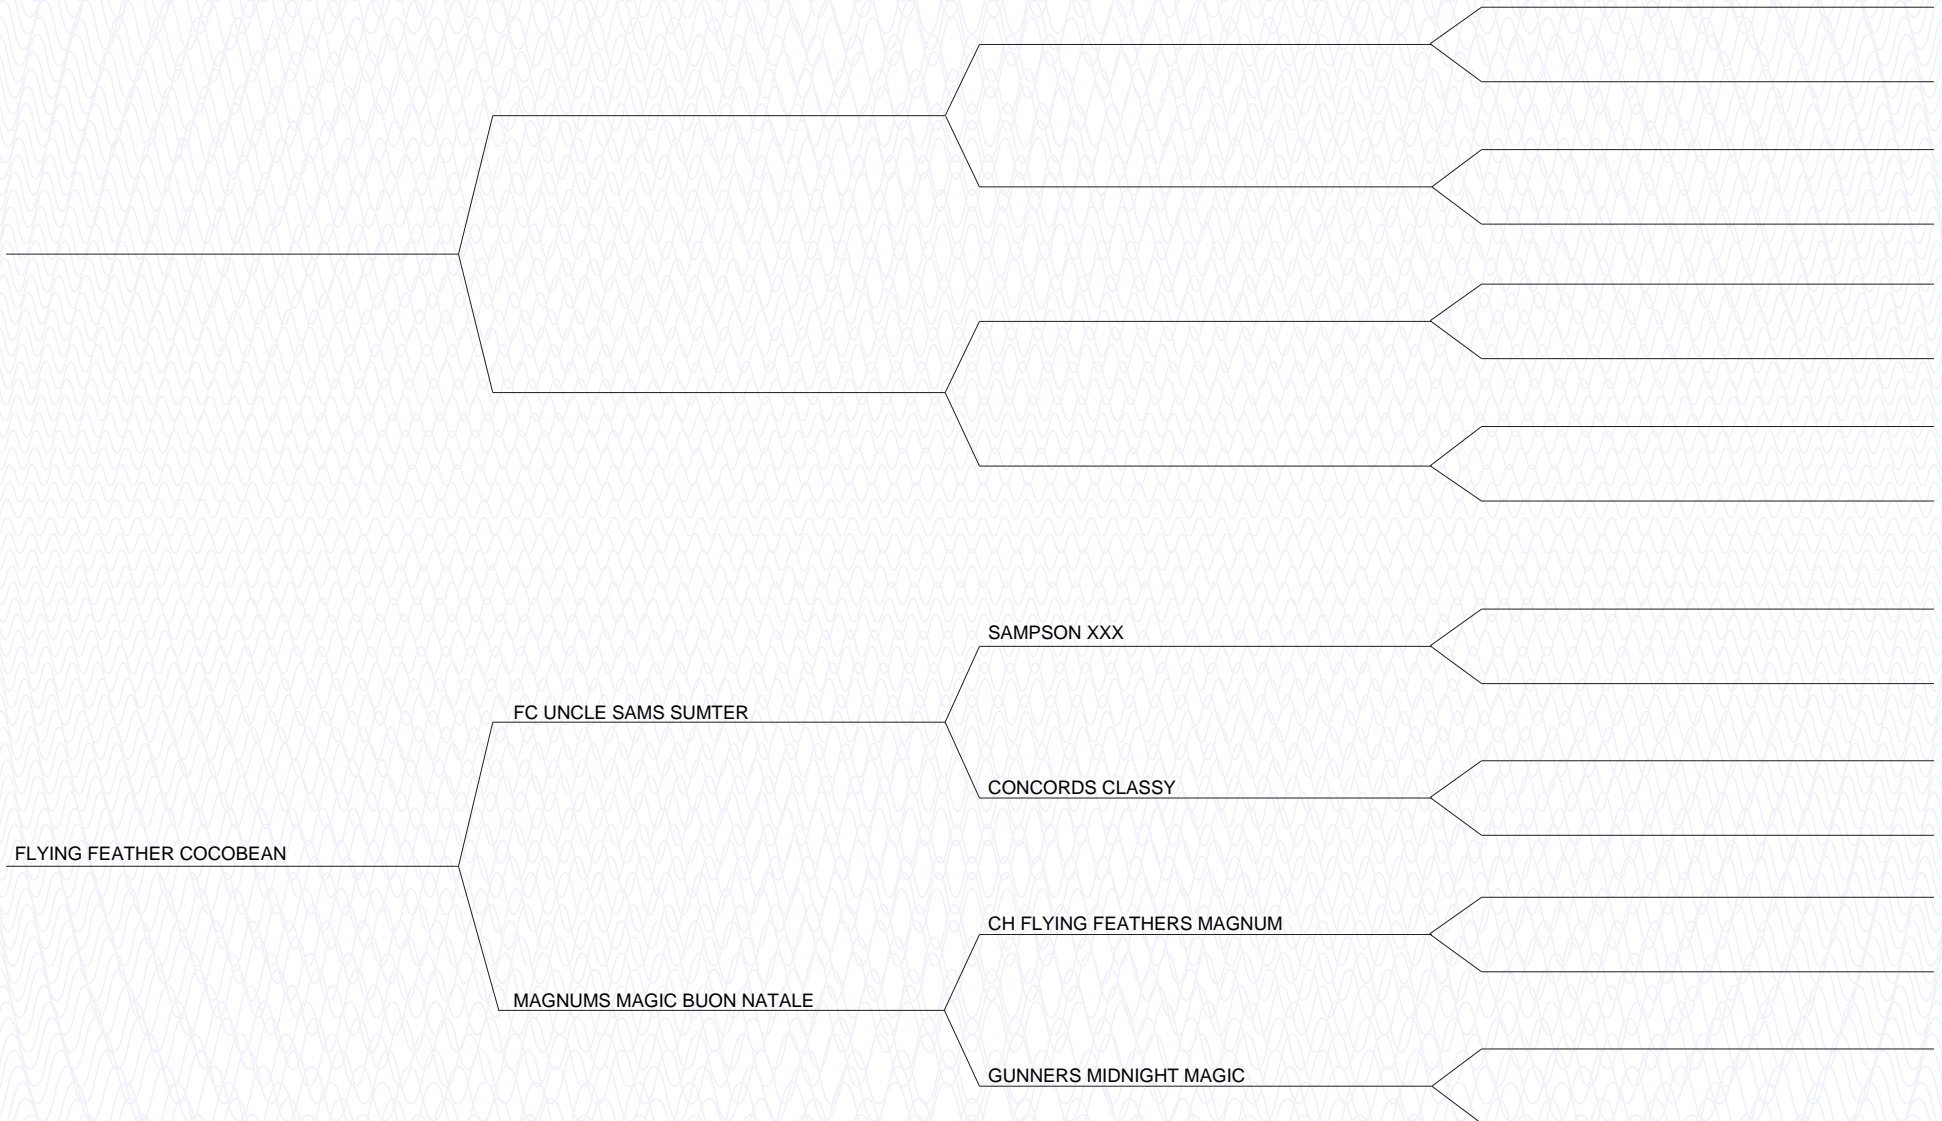 SAMPSON XXX
FC UNCLE SAMS SUMTER
CONCORDS CLASSY
FLYING FEATHER COCOBEAN
CH FLYING FEATHERS MAGNUM
MAGNUMS MAGIC BUON NATALE
GUNNERS MIDNIGHT MAGIC